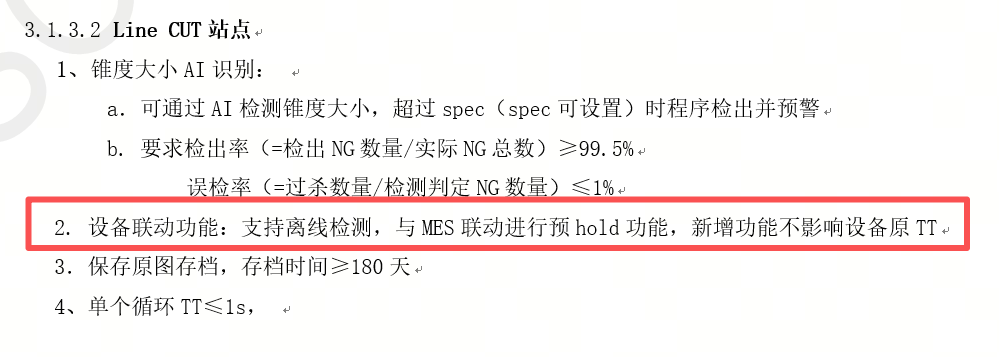 3.1.3.2 Line CUT 站点
1、锥度大小 AI 识别：
a. 可通过 AI 检测锥度大小，超过 spec（spec 可设置）时程序检出并预警
b. 要求检出率（=检出 NG 数量/实际 NG 总数）≥99.5%
误检率（=过杀数量/检测判定 NG 数量）≤1%
2. 设备联动功能：支持离线检测，与 MES 联动进行预 hold 功能，新增功能不影响设备原 TT
3. 保存原图存档，存档时间≥180 天
4、单个循环 TT≤1s，